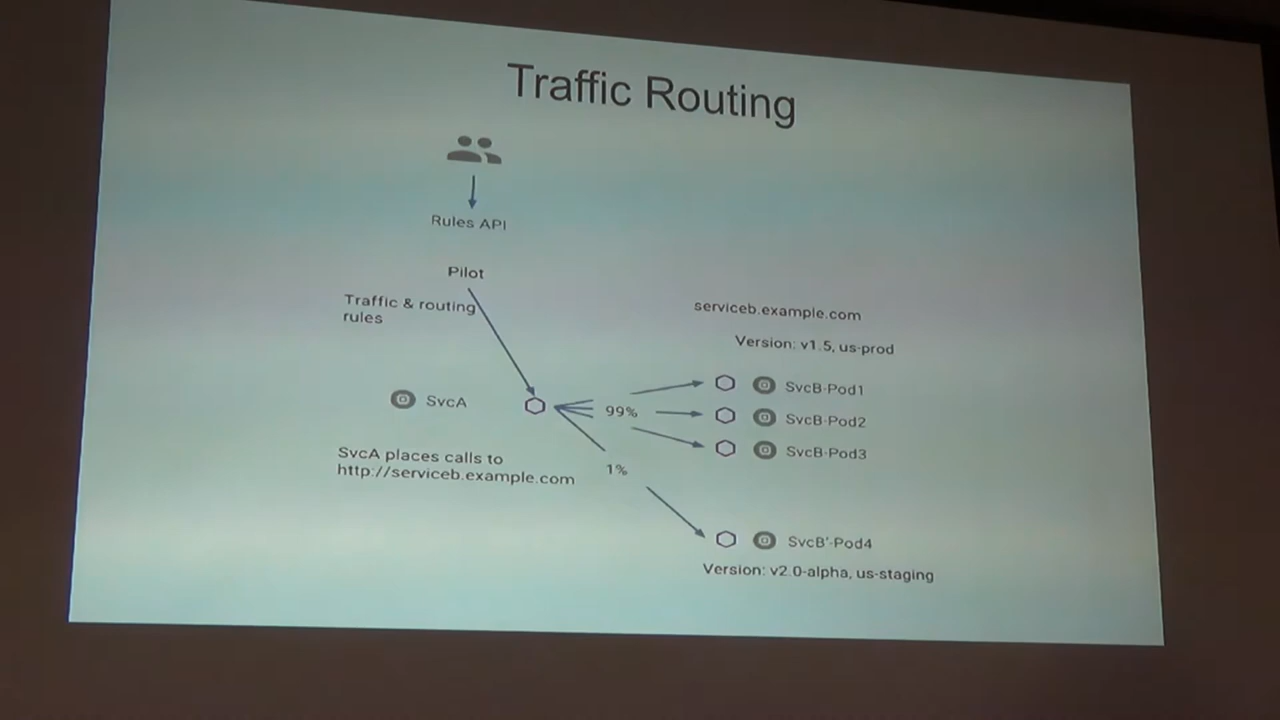 Traffic Routing
Rules API
Pilot
Traffic & routing
rules
serviceb.example.com
Version: v1.5, us-prod
SvcA
99%
SvcB-Pod1
SvcB-Pod2
SvcB-Pod3
SvcA places calls to
http://serviceb.example.com
1%
SvcB'-Pod4
Version: v2.0-alpha, us-staging